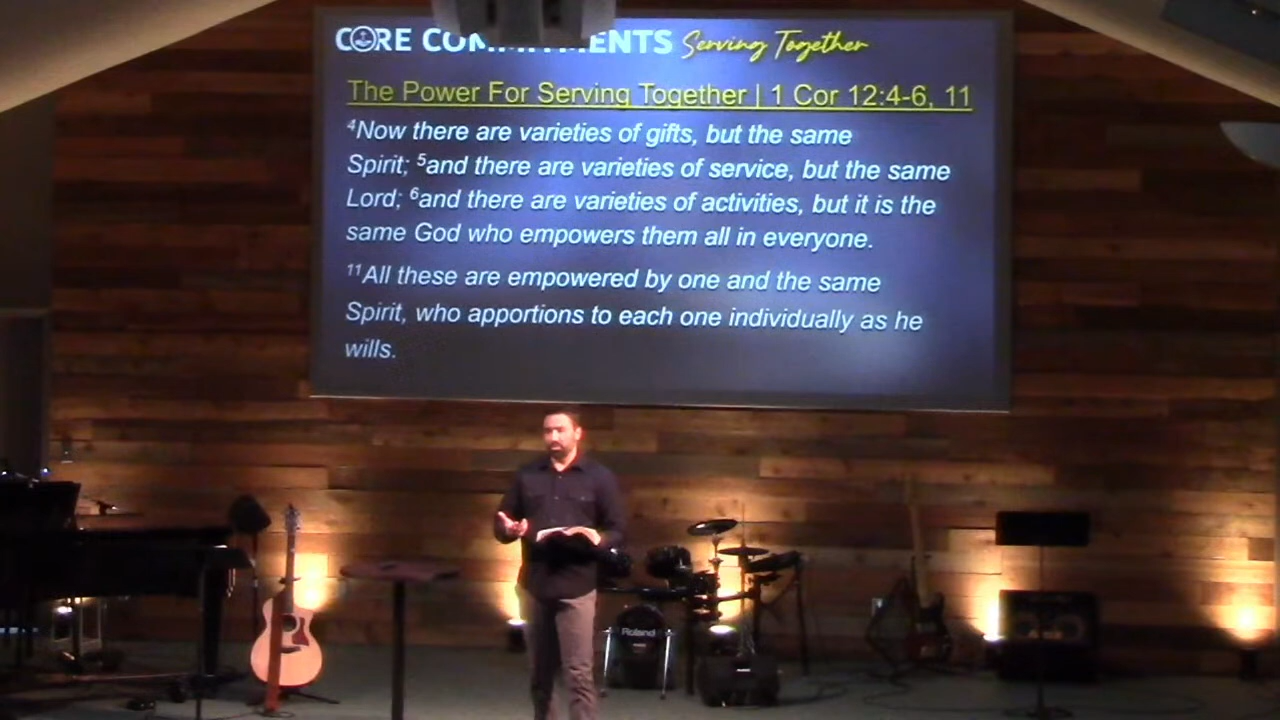 CORE COMMITMENTS Serving Together
The Power For Serving Together | 1 Cor 12:4-6, 11
4Now there are varieties of gifts, but the same
Spirit; 5and there are varieties of service, but the same
Lord; 6and there are varieties of activities, but it is the
same God who empowers them all in everyone.
11All these are empowered by one and the same
Spirit, who apportions to each one individually as he
wills.
Roland